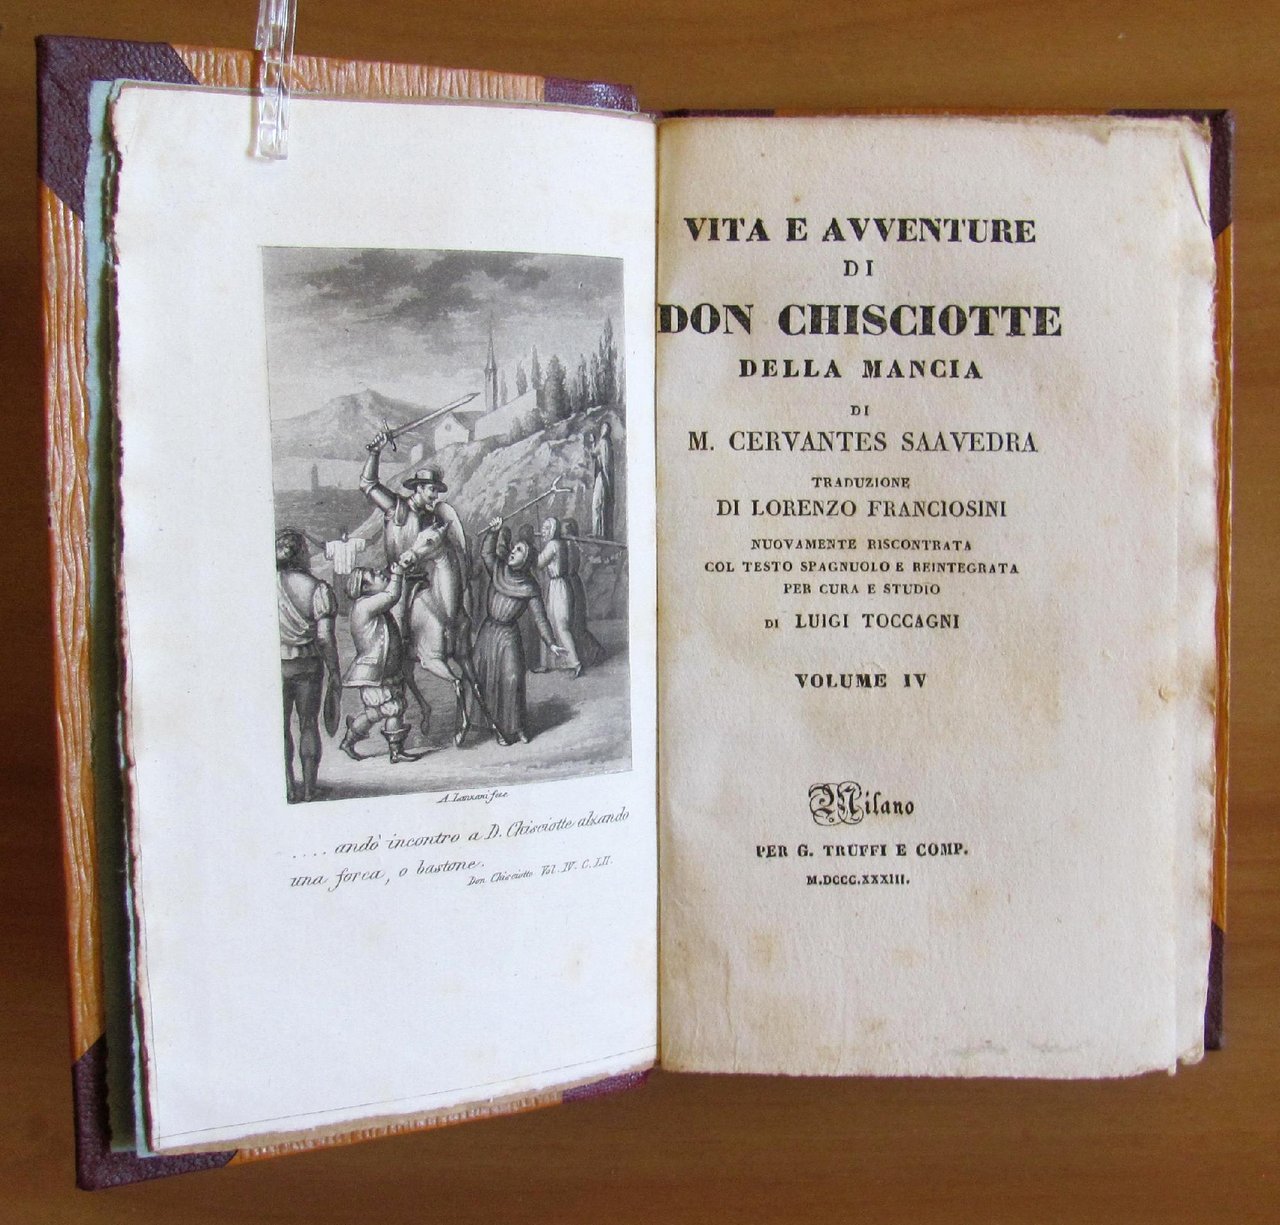 A. Lanzani fece
.... andò incontro a D. Chisciotte alzando
una forca, o bastone.
Don Chisciotte Vol. IV. C. LII.
VITA E AVVENTURE
DI
DON CHISCIOTTE
DELLA MANCIA
DI
M. CERVANTES SAAVEDRA
TRADUZIONE
DI LORENZO FRANCIOSINI
NUOVAMENTE RISCONTRATA
COL TESTO SPAGNUOLO E REINTEGRATA
PER CURA E STUDIO
DI LUIGI TOCCAGNI
VOLUME IV
Milano
PER G. TRUFFI E COMP.
M.DCCC.XXXIII.